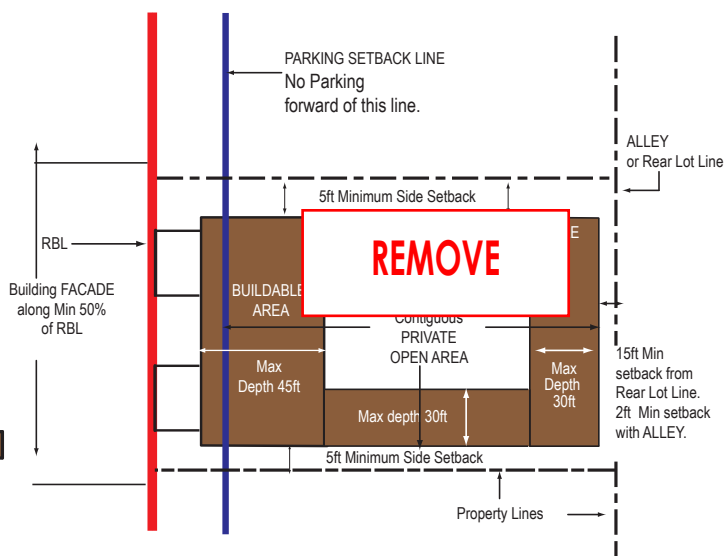 PARKING SETBACK LINE
No Parking
forward of this line.
ALLEY
or Rear Lot Line
5ft Minimum Side Setback
RBL
REMOVE
Building FACADE
along Min 50%
of RBL
BUILDABLE
AREA
Contiguous
PRIVATE
OPEN AREA
Max
Depth 45ft
Max
Depth
30ft
Max depth 30ft
15ft Min
setback from
Rear Lot Line.
2ft Min setback
with ALLEY.
5ft Minimum Side Setback
Property Lines